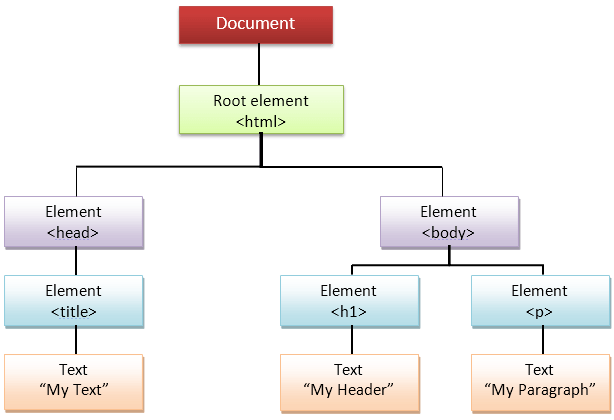 Document
Root element
<html>
Element
<head>
Element
<body>
Element
<title>
Element
<h1>
Element
<p>
Text
“My Text”
Text
“My Header”
Text
“My Paragraph”